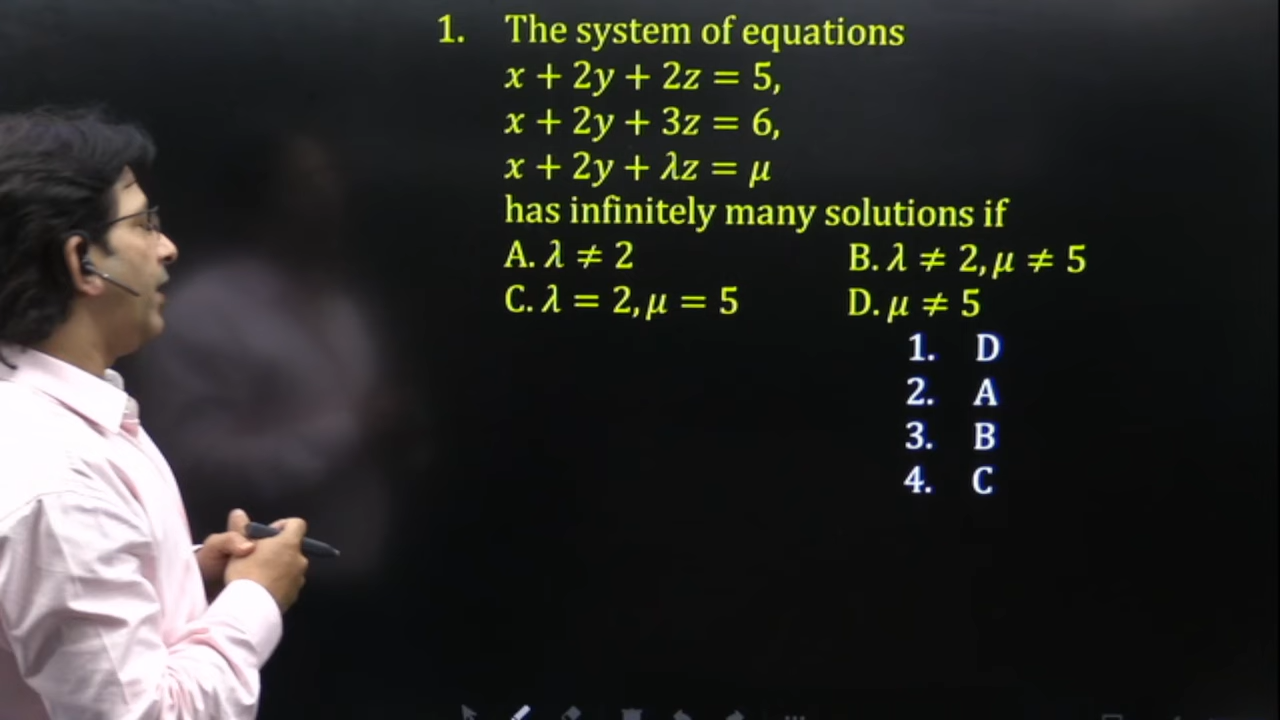 1. The system of equations
x + 2y + 2z = 5,
x + 2y + 3z = 6,
x + 2y + λz = μ
has infinitely many solutions if
A. λ ≠ 2 B. λ ≠ 2, μ ≠ 5
C. λ = 2, μ = 5 D. μ ≠ 5
1. D
2. A
3. B
4. C